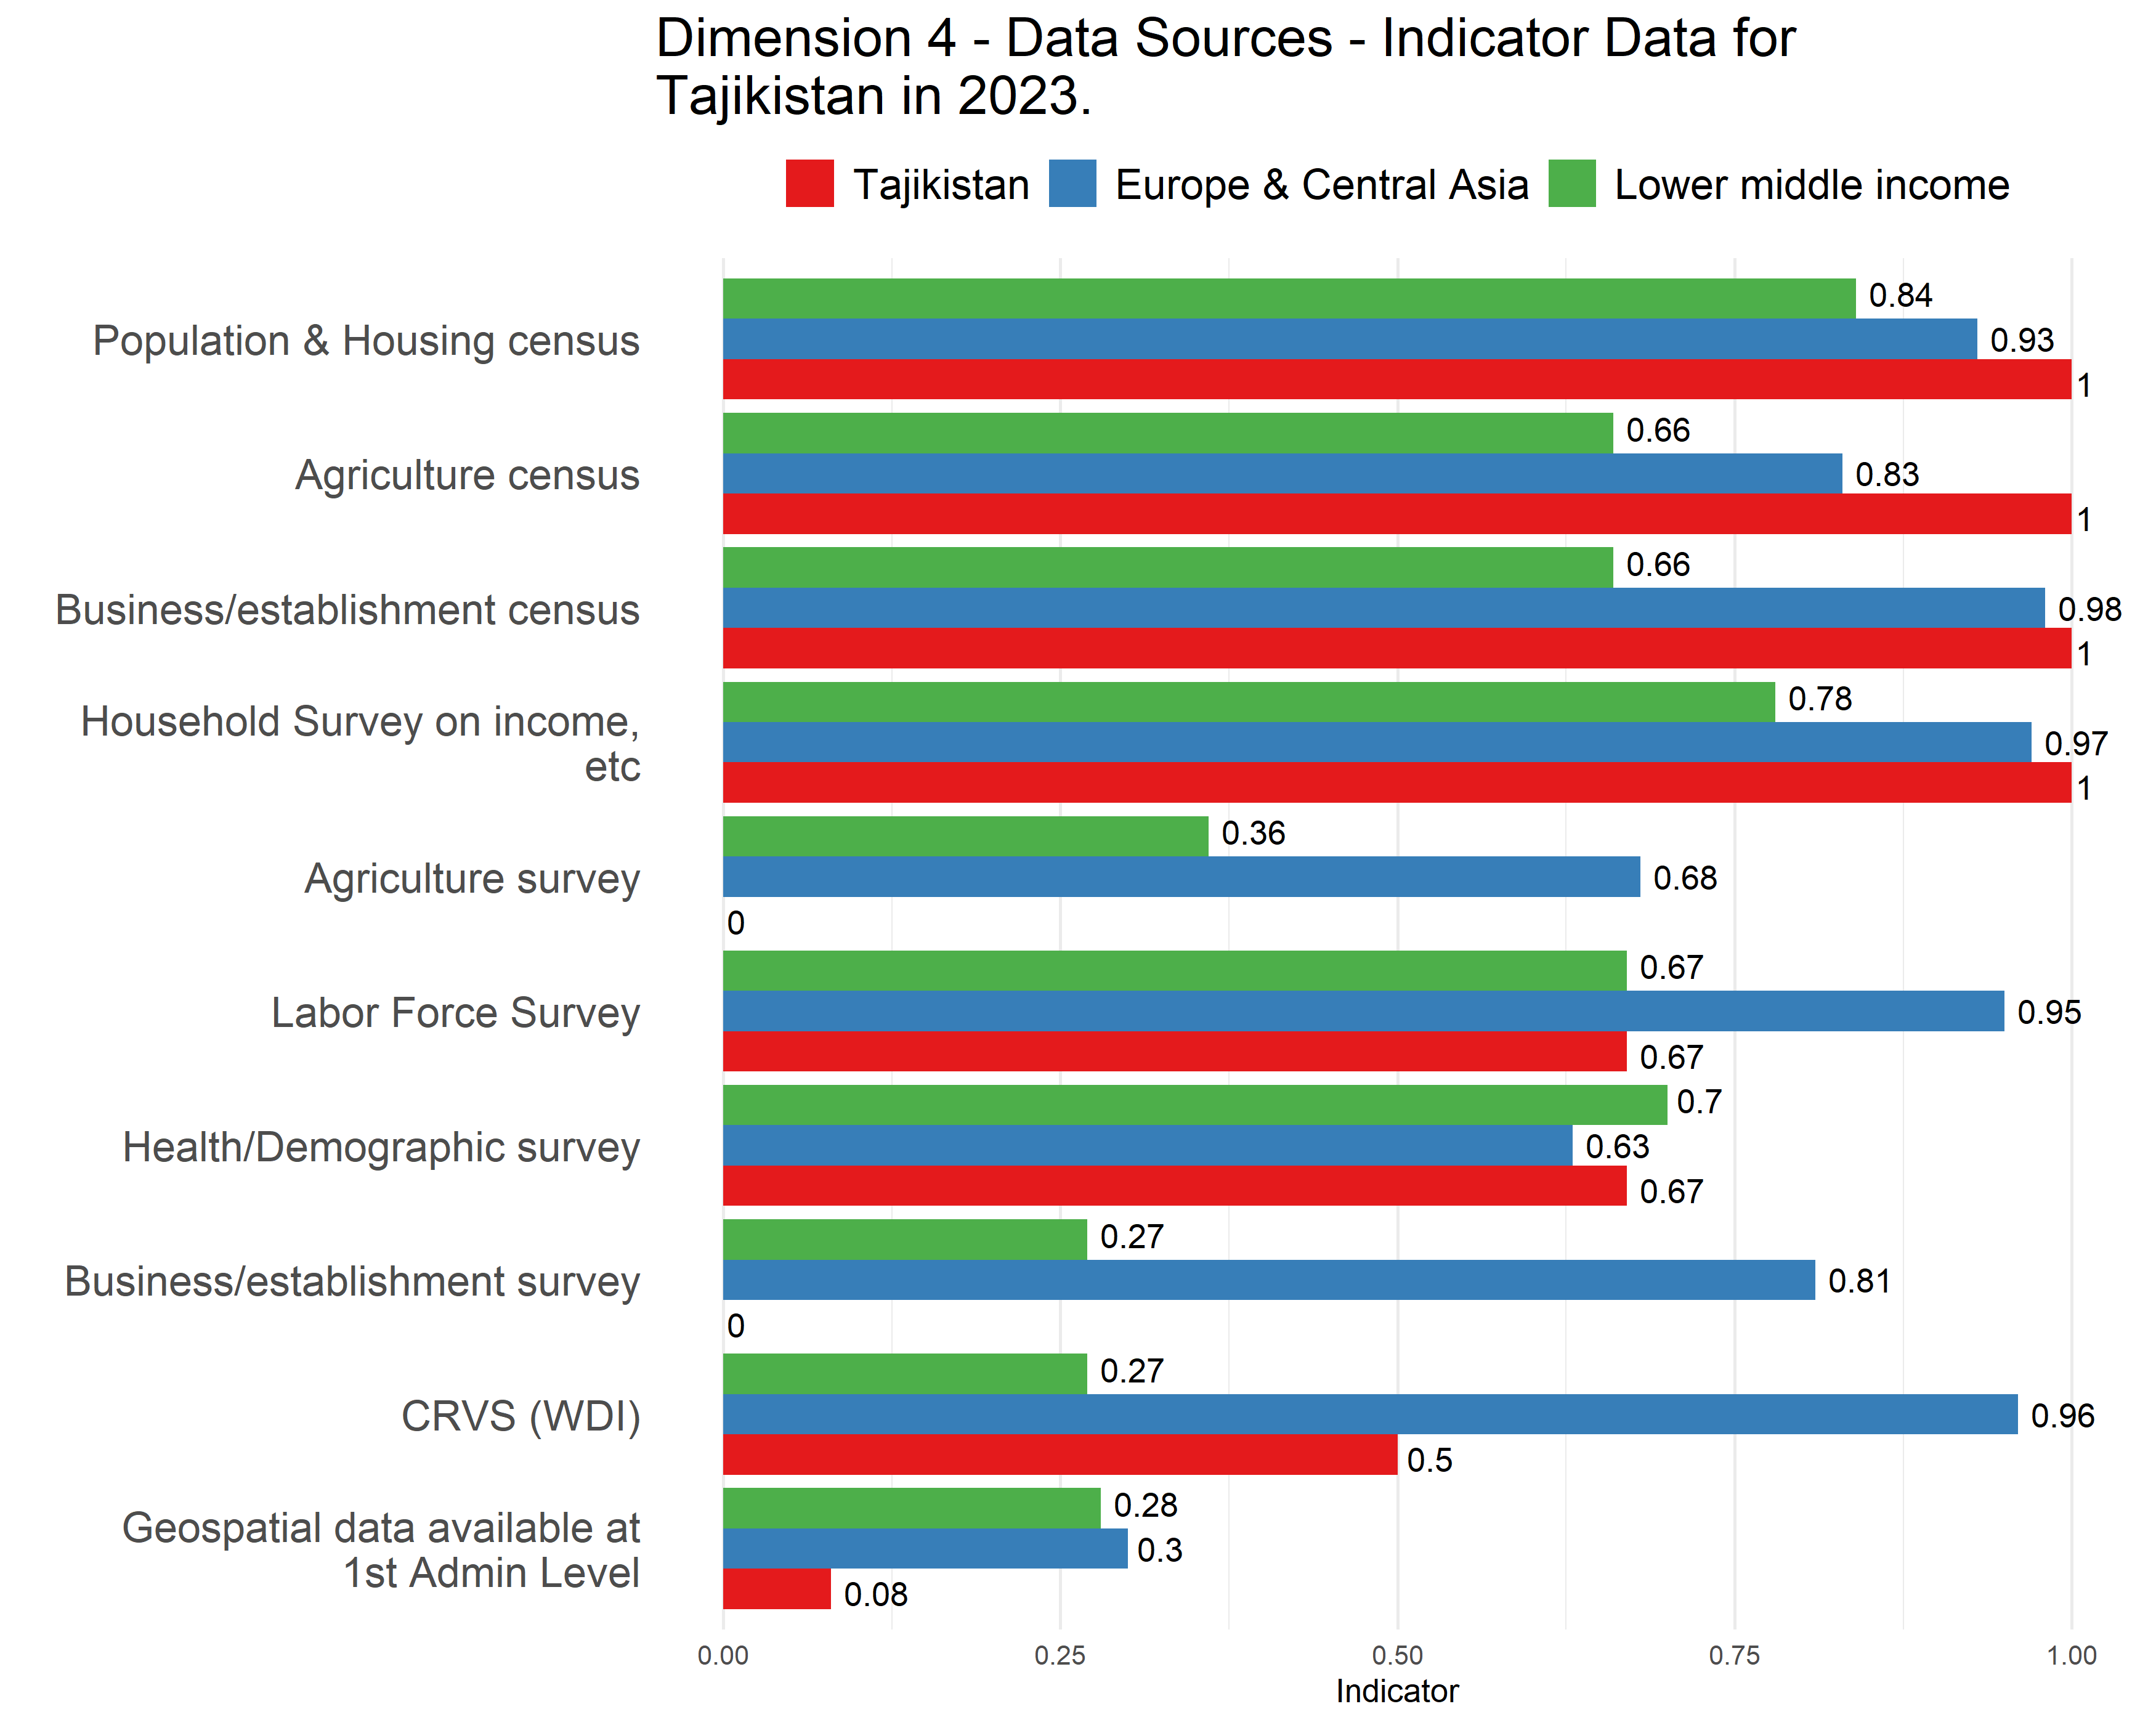 Dimension 4 - Data Sources - Indicator Data for
Tajikistan in 2023.
Tajikistan
Europe & Central Asia
Lower middle income
Population & Housing census
0.84
0.93
1
Agriculture census
0.66
0.83
1
Business/establishment census
0.66
0.98
1
Household Survey on income,
etc
0.78
0.97
1
Agriculture survey
0.36
0.68
0
Labor Force Survey
0.67
0.95
0.67
Health/Demographic survey
0.7
0.63
0.67
Business/establishment survey
0.27
0.81
0
CRVS (WDI)
0.27
0.96
0.5
Geospatial data available at
1st Admin Level
0.28
0.3
0.08
0.00
0.25
0.50
0.75
1.00
Indicator